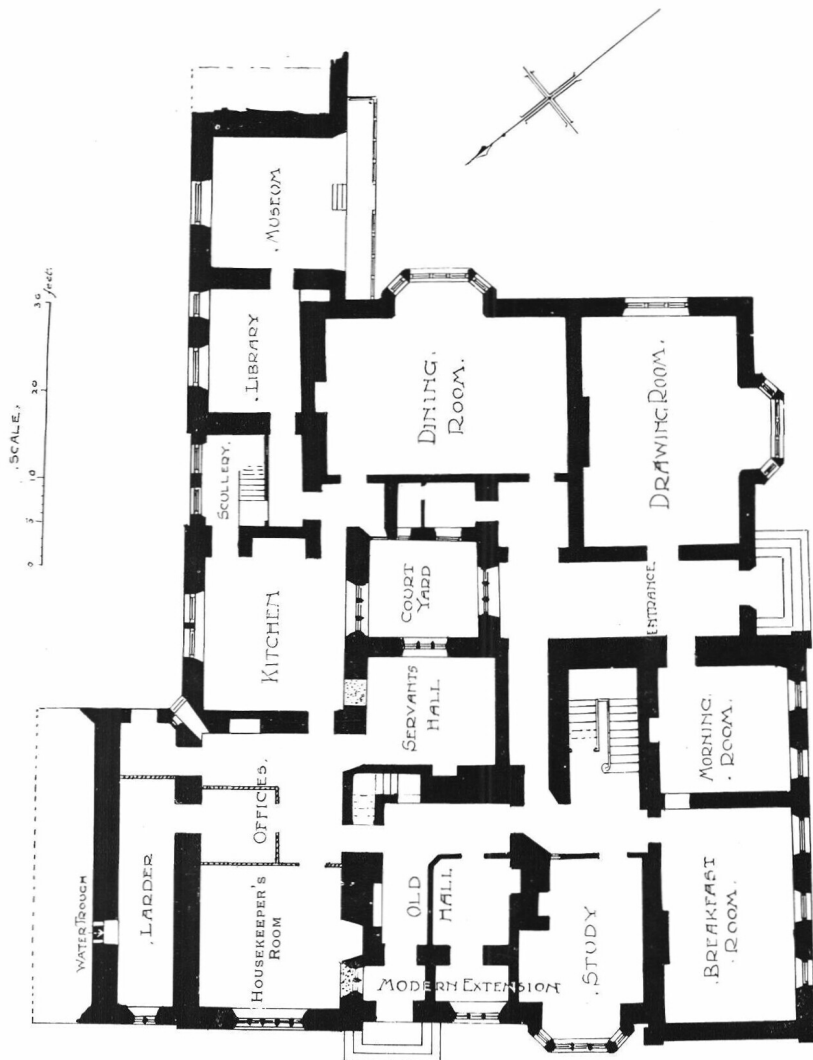 .SCALE.
0 5 10 20 30 feet.
.MUSEUM
.LIBRARY
SCULLERY.
DINING.
ROOM.
DRAWING.ROOM.
KITCHEN
COURT
YARD
ENTRANCE.
SERVANTS
HALL
MORNING.
.ROOM.
OFFICES.
.LARDER
WATER TROUGH
HOUSEKEEPER'S
ROOM
OLD
HALL
MODERN EXTENSION
.STUDY
.BREAKFAST
ROOM.